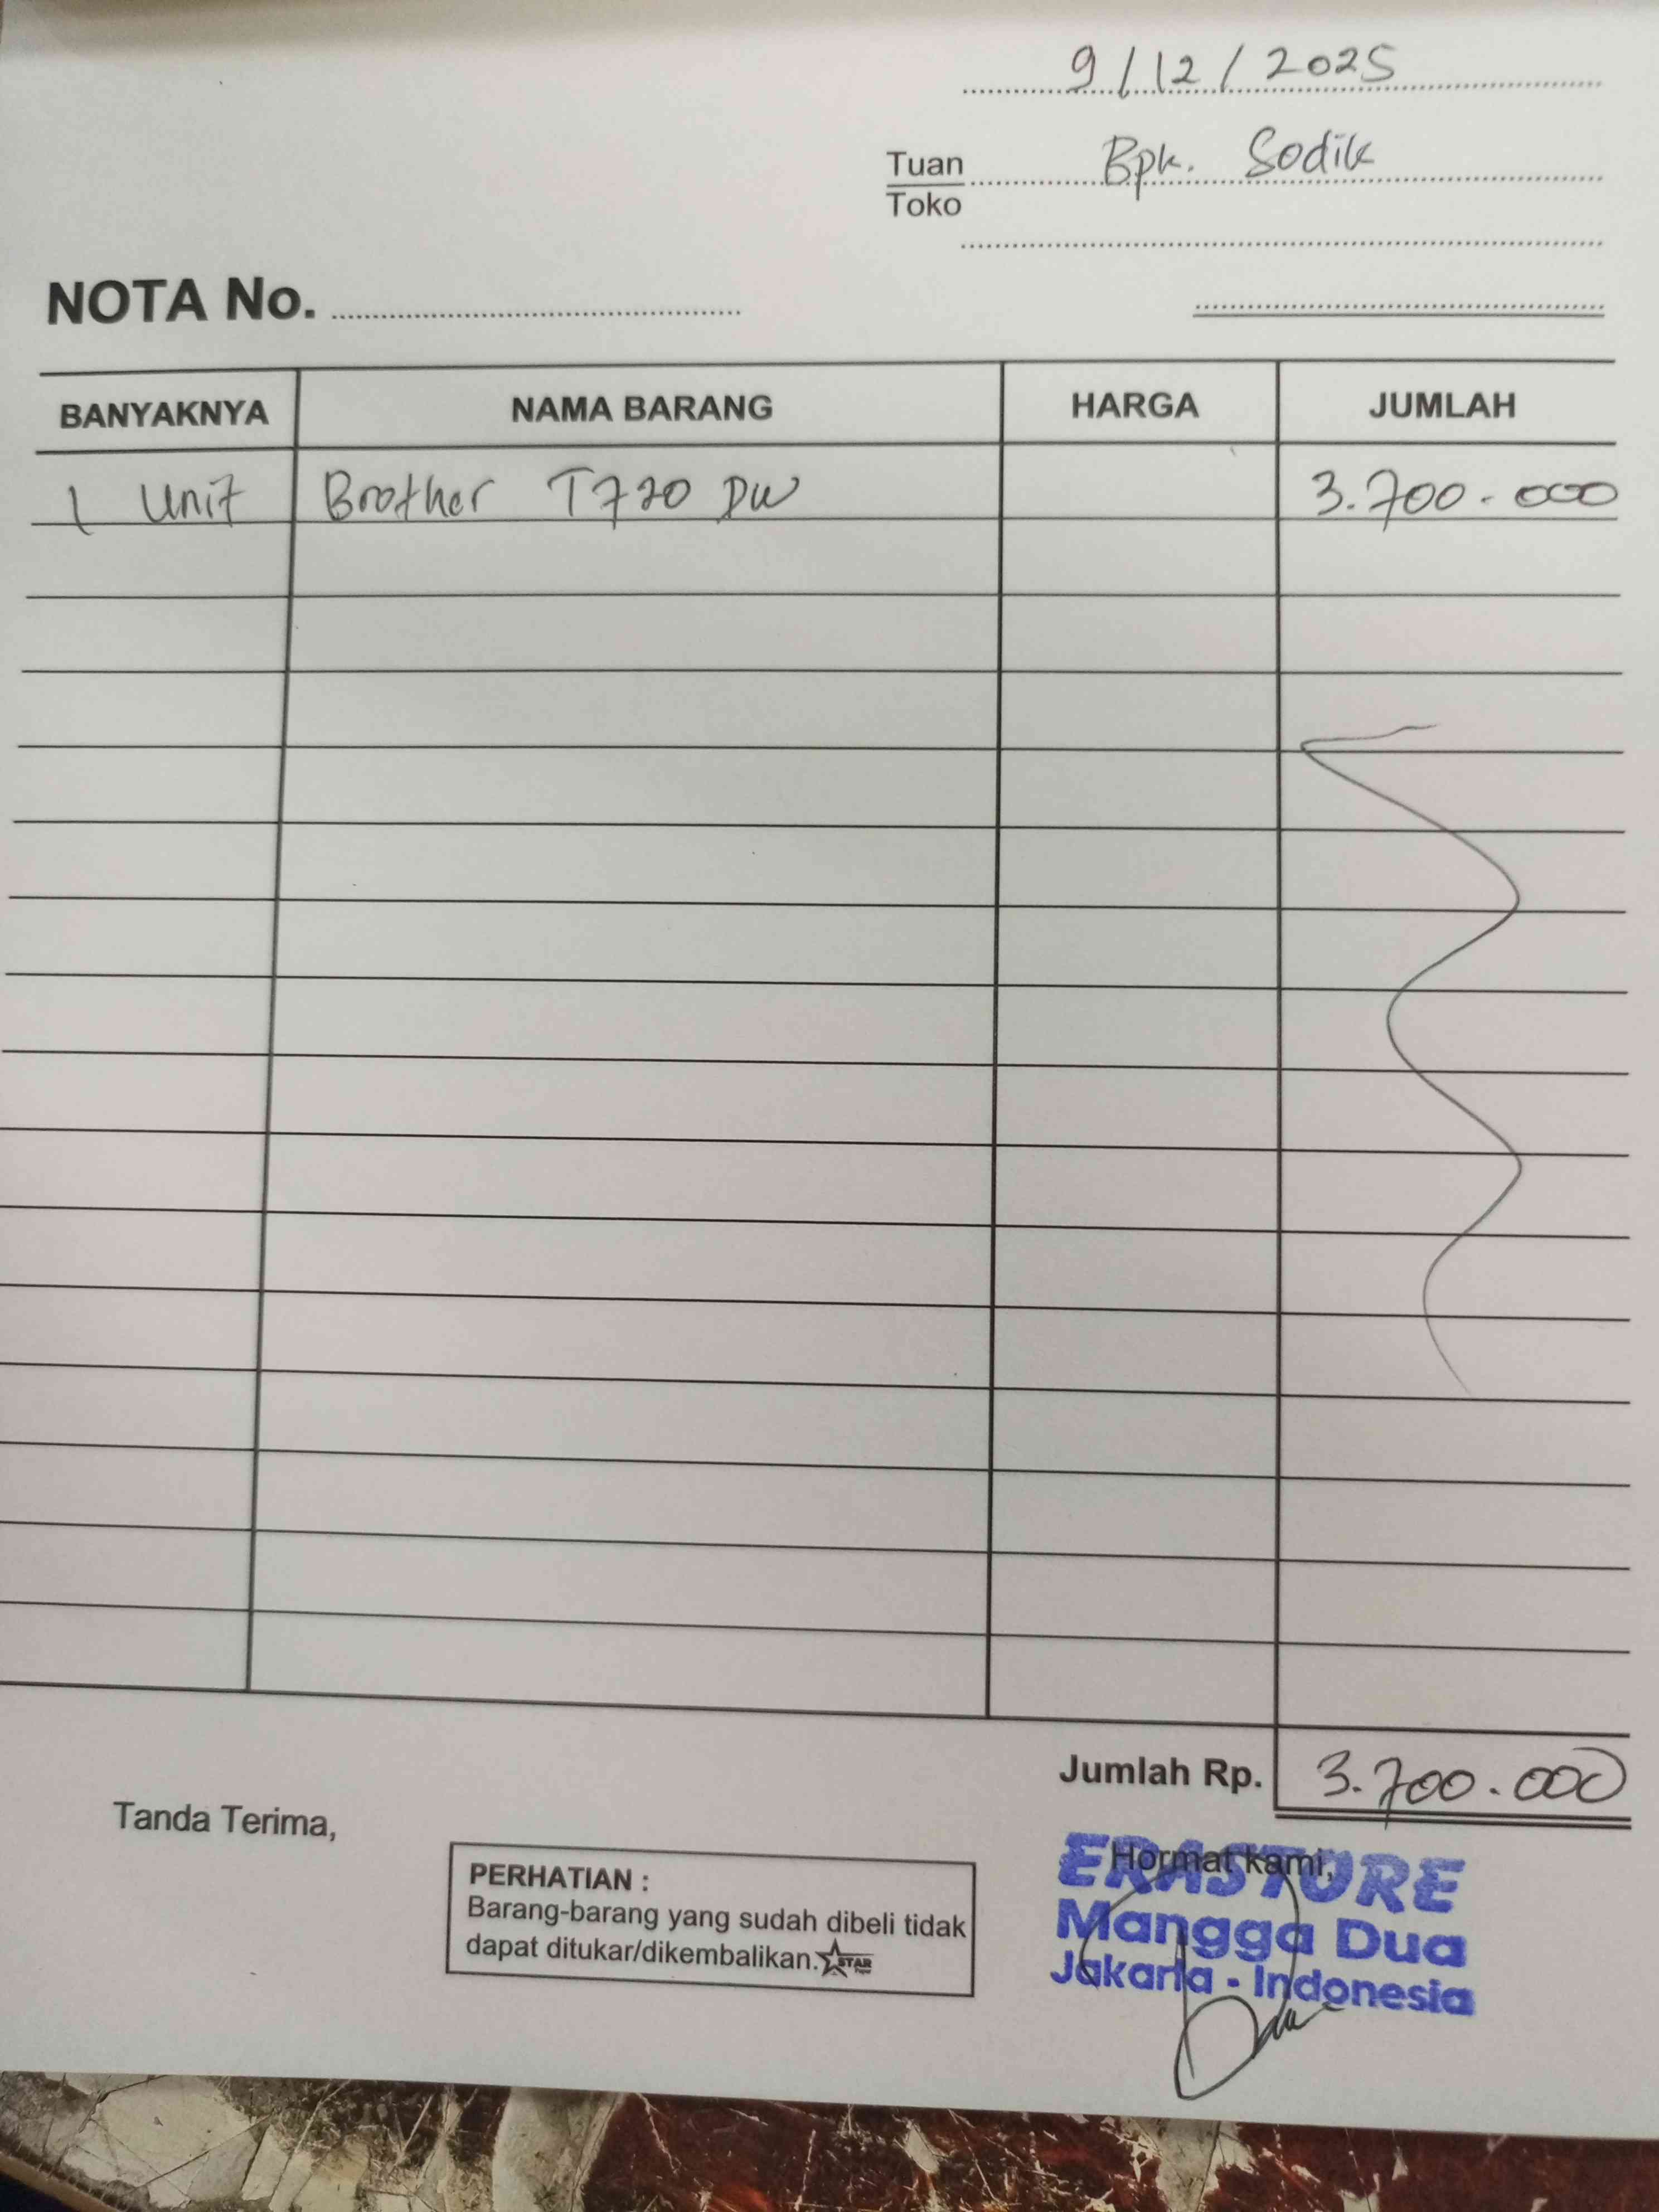 9/12/2025
Tuan Bpk. Sodik
Toko
NOTA No.
BANYAKNYA NAMA BARANG HARGA JUMLAH
1 Unit Brother T720 DW 3.700.000
Jumlah Rp. 3.700.000
Tanda Terima,
Hormat kami,
PERHATIAN :
Barang-barang yang sudah dibeli tidak
dapat ditukar/dikembalikan. STAR
ERASTORE
Mangga Dua
Jakarta - Indonesia